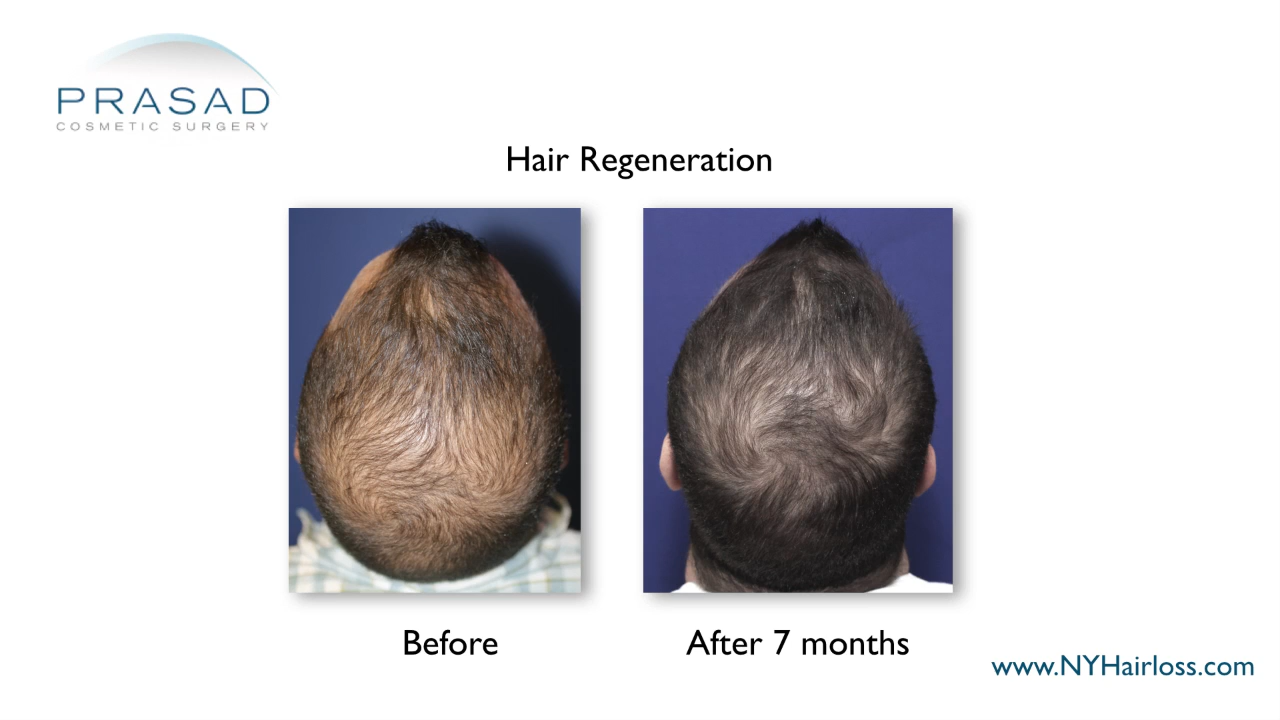 PRASAD
COSMETIC SURGERY
Hair Regeneration
Before
After 7 months
www.NYHairloss.com